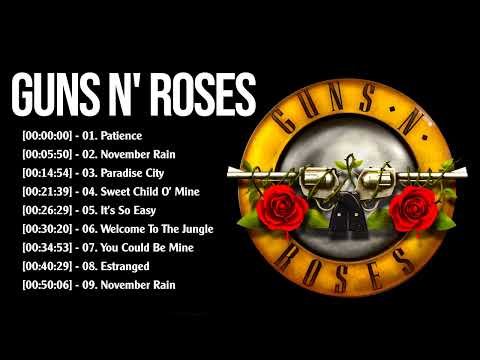 GUNS N' ROSES
[00:00:00] - 01. Patience
[00:05:50] - 02. November Rain
[00:14:54] - 03. Paradise City
[00:21:39] - 04. Sweet Child O' Mine
[00:26:29] - 05. It's So Easy
[00:30:20] - 06. Welcome To The Jungle
[00:34:53] - 07. You Could Be Mine
[00:40:29] - 08. Estranged
[00:50:06] - 09. November Rain
GUNS · N ·
ROSES